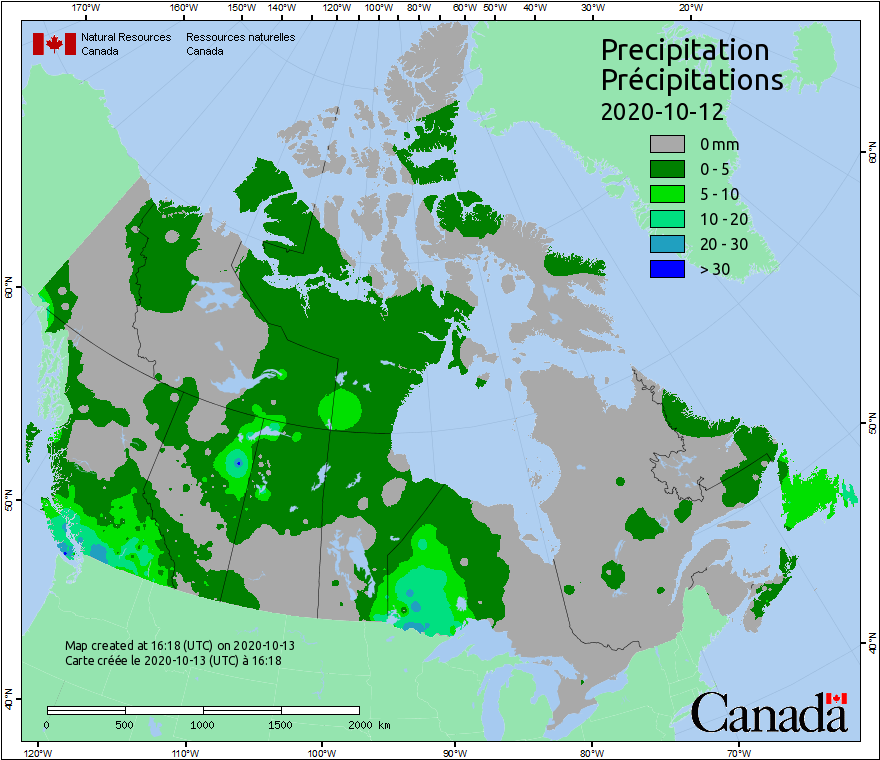 170°W 160°W 150°W 140°W 120°W 100°W 80°W 60°W 50°W 40°W 30°W 20°W
Natural Resources Ressources naturelles
Canada Canada
Precipitation
Précipitations
2020-10-12
0 mm
0 - 5
5 - 10
10 - 20
20 - 30
> 30
60°N 60°N
50°N 50°N
40°N 40°N
Map created at 16:18 (UTC) on 2020-10-13
Carte créée le 2020-10-13 (UTC) à 16:18
0 500 1000 1500 2000 km
Canada
120°W 110°W 100°W 90°W 80°W 70°W